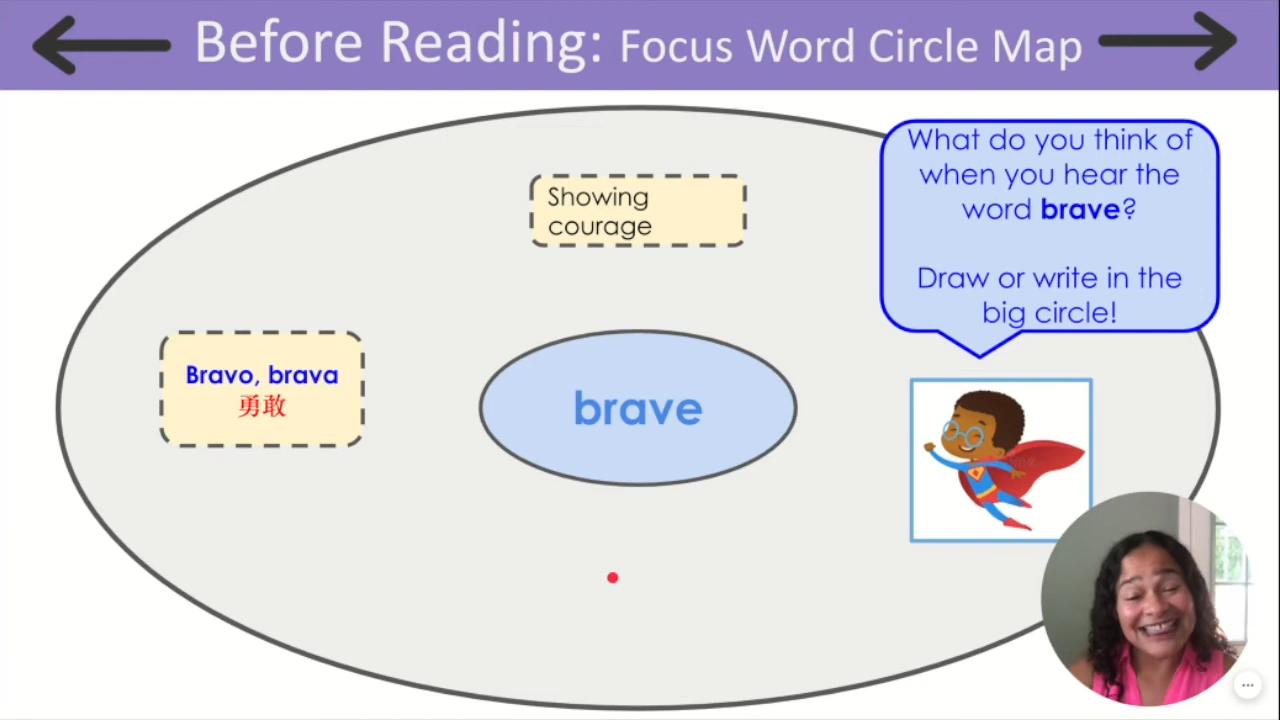 Before Reading: Focus Word Circle Map
What do you think of
when you hear the
word brave?
Draw or write in the
big circle!
Showing
courage
Bravo, brava
勇敢
brave